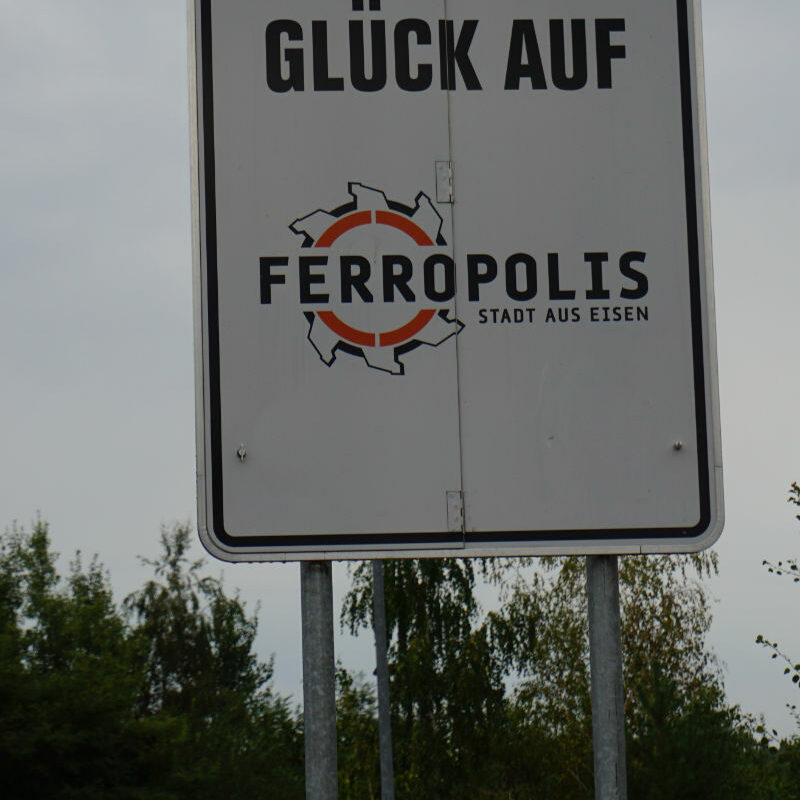 GLÜCK AUF
FERROPOLIS
STADT AUS EISEN